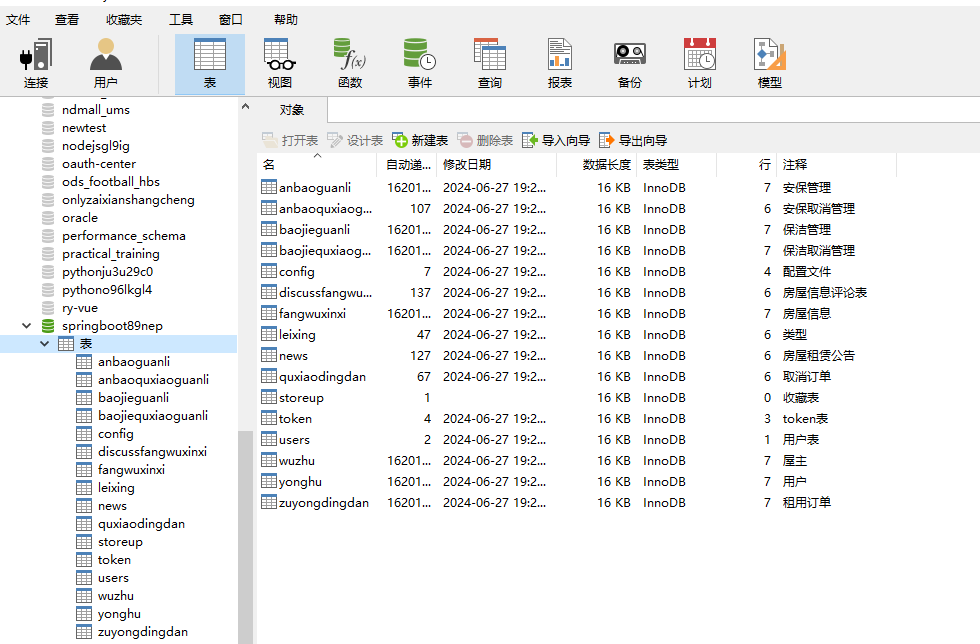 文件 查看 收藏夹 工具 窗口 帮助
连接 用户 表 视图 函数 事件 查询 报表 备份 计划 模型
ndmall_ums
newtest
nodejsgl9ig
oauth-center
ods_football_hbs
onlyzaixianshangcheng
oracle
performance_schema
practical_training
pythonju3u29c0
pythono96lkgl4
ry-vue
springboot89nep
表
anbaoguanli
anbaoquxiaoguanli
baojieguanli
baojiequxiaoguanli
config
discussfangwuxinxi
fangwuxinxi
leixing
news
quxiaodingdan
storeup
token
users
wuzhu
yonghu
zuyongdingdan
对象
打开表 设计表 新建表 删除表 导入向导 导出向导
名 自动递... 修改日期 数据长度 表类型 行 注释
anbaoguanli 16201... 2024-06-27 19:2... 16 KB InnoDB 7 安保管理
anbaoquxiaog... 107 2024-06-27 19:2... 16 KB InnoDB 6 安保取消管理
baojieguanli 16201... 2024-06-27 19:2... 16 KB InnoDB 7 保洁管理
baojiequxiaog... 16201... 2024-06-27 19:2... 16 KB InnoDB 7 保洁取消管理
config 7 2024-06-27 19:2... 16 KB InnoDB 4 配置文件
discussfangwu... 137 2024-06-27 19:2... 16 KB InnoDB 6 房屋信息评论表
fangwuxinxi 16201... 2024-06-27 19:2... 16 KB InnoDB 7 房屋信息
leixing 47 2024-06-27 19:2... 16 KB InnoDB 6 类型
news 127 2024-06-27 19:2... 16 KB InnoDB 6 房屋租赁公告
quxiaodingdan 67 2024-06-27 19:2... 16 KB InnoDB 6 取消订单
storeup 1 16 KB InnoDB 0 收藏表
token 4 2024-06-27 19:2... 16 KB InnoDB 3 token表
users 2 2024-06-27 19:2... 16 KB InnoDB 1 用户表
wuzhu 16201... 2024-06-27 19:2... 16 KB InnoDB 7 屋主
yonghu 16201... 2024-06-27 19:2... 16 KB InnoDB 7 用户
zuyongdingdan 16201... 2024-06-27 19:2... 16 KB InnoDB 7 租用订单